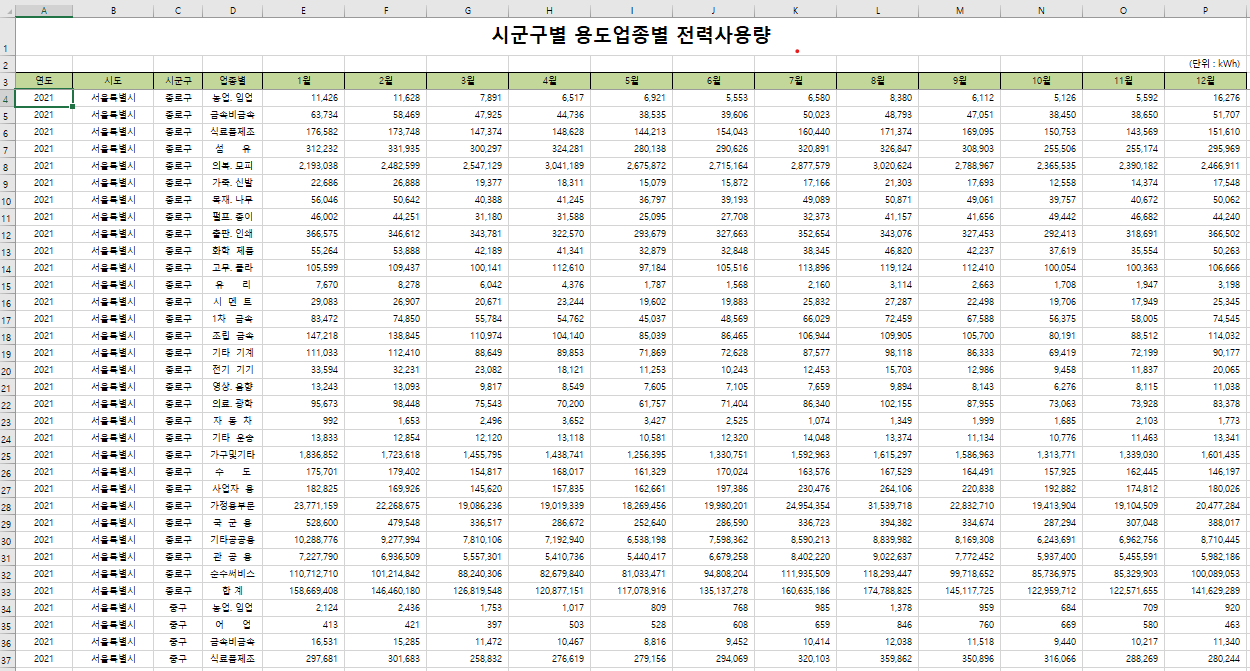 A B C D E F G H I J K L M N O P
1 시군구별 용도업종별 전력사용량
2 (단위 : kWh)
3 연도 시도 시군구 업종별 1월 2월 3월 4월 5월 6월 7월 8월 9월 10월 11월 12월
4 2021 서울특별시 종로구 농업. 임업 11,426 11,628 7,891 6,517 6,921 5,553 6,580 8,380 6,112 5,126 5,592 16,276
5 2021 서울특별시 종로구 금속비금속 63,734 58,469 47,925 44,736 38,535 39,606 50,023 48,793 47,051 38,450 38,650 51,707
6 2021 서울특별시 종로구 식료품제조 176,582 173,748 147,374 148,628 144,213 154,043 160,440 171,374 169,095 150,753 143,569 151,610
7 2021 서울특별시 종로구 섬 유 312,232 331,935 300,297 324,281 280,138 290,626 320,891 326,847 308,903 255,506 255,174 295,969
8 2021 서울특별시 종로구 의복. 모피 2,193,038 2,482,599 2,547,129 3,041,189 2,675,872 2,715,164 2,877,579 3,020,624 2,788,967 2,365,535 2,390,182 2,466,911
9 2021 서울특별시 종로구 가죽. 신발 22,686 26,888 19,377 18,311 15,079 15,872 17,166 21,303 17,693 12,558 14,374 17,548
10 2021 서울특별시 종로구 목재. 나무 56,046 50,642 40,388 41,245 36,797 39,193 49,089 50,871 49,061 39,757 40,672 50,062
11 2021 서울특별시 종로구 펄프. 종이 46,002 44,251 31,180 31,588 25,095 27,708 32,373 41,157 41,656 49,442 46,682 44,240
12 2021 서울특별시 종로구 출판. 인쇄 366,575 346,612 343,781 322,570 293,679 327,663 352,654 343,076 327,453 292,413 318,691 366,502
13 2021 서울특별시 종로구 화학 제품 55,264 53,888 42,189 41,341 32,879 32,848 38,345 46,820 42,237 37,619 35,554 50,263
14 2021 서울특별시 종로구 고무. 플라 105,599 109,437 100,141 112,610 97,184 105,516 113,896 119,124 112,410 100,054 100,363 106,666
15 2021 서울특별시 종로구 유 리 7,670 8,278 6,042 4,376 1,787 1,568 2,160 3,114 2,663 1,708 1,947 3,198
16 2021 서울특별시 종로구 시 멘 트 29,083 26,907 20,671 23,244 19,602 19,883 25,832 27,287 22,498 19,706 17,949 25,345
17 2021 서울특별시 종로구 1차 금속 83,472 74,850 55,784 54,762 45,037 48,569 66,029 72,459 67,588 56,375 58,005 74,545
18 2021 서울특별시 종로구 조립 금속 147,218 138,845 110,974 104,140 85,039 86,465 106,944 109,905 105,700 80,191 88,512 114,032
19 2021 서울특별시 종로구 기타 기계 111,033 112,410 88,649 89,853 71,869 72,628 87,577 98,118 86,333 69,419 72,199 90,177
20 2021 서울특별시 종로구 전기 기기 33,594 32,231 23,082 18,121 11,253 10,243 12,453 15,703 12,986 9,458 11,837 20,065
21 2021 서울특별시 종로구 영상. 음향 13,243 13,093 9,817 8,549 7,605 7,105 7,659 9,894 8,143 6,276 8,115 11,038
22 2021 서울특별시 종로구 의료. 광학 95,673 98,448 75,543 70,200 61,757 71,404 86,340 102,155 87,955 73,063 73,928 83,378
23 2021 서울특별시 종로구 자 동 차 992 1,653 2,496 3,652 3,427 2,525 1,074 1,349 1,999 1,685 2,103 1,773
24 2021 서울특별시 종로구 기타 운송 13,833 12,854 12,120 13,118 10,581 12,320 14,048 13,374 11,134 10,776 11,463 13,341
25 2021 서울특별시 종로구 가구및기타 1,836,852 1,723,618 1,455,795 1,438,741 1,256,395 1,330,751 1,592,963 1,615,297 1,586,963 1,313,771 1,339,030 1,601,435
26 2021 서울특별시 종로구 수 도 175,701 179,402 154,817 168,017 161,329 170,024 163,576 167,529 164,491 157,925 162,445 146,197
27 2021 서울특별시 종로구 사업자 용 182,825 169,926 145,620 157,835 162,661 197,386 230,476 264,106 220,838 192,882 174,812 180,026
28 2021 서울특별시 종로구 가정용부문 23,771,159 22,268,675 19,086,236 19,019,339 18,269,456 19,980,201 24,954,354 31,539,718 22,832,710 19,413,904 19,104,509 20,477,284
29 2021 서울특별시 종로구 국 군 용 528,600 479,548 336,517 286,672 252,640 286,590 336,723 394,382 334,674 287,294 307,048 388,017
30 2021 서울특별시 종로구 기타공공용 10,288,776 9,277,994 7,810,106 7,192,940 6,538,198 7,598,362 8,590,213 8,839,982 8,169,308 6,243,691 6,962,756 8,710,445
31 2021 서울특별시 종로구 관 공 용 7,227,790 6,936,509 5,557,301 5,410,736 5,440,417 6,679,258 8,402,220 9,022,637 7,772,452 5,937,400 5,455,591 5,982,186
32 2021 서울특별시 종로구 순수써비스 110,712,710 101,214,842 88,240,306 82,679,840 81,033,471 94,808,204 111,935,509 118,293,447 99,718,652 85,736,975 85,329,903 100,089,053
33 2021 서울특별시 종로구 합 계 158,669,408 146,460,180 126,819,548 120,877,151 117,078,916 135,137,278 160,635,186 174,788,825 145,117,725 122,959,712 122,571,655 141,629,289
34 2021 서울특별시 중구 농업. 임업 2,124 2,436 1,753 1,017 809 768 985 1,378 959 684 709 920
35 2021 서울특별시 중구 어 업 413 421 397 503 528 608 659 846 760 669 580 463
36 2021 서울특별시 중구 금속비금속 16,531 15,285 11,472 10,467 8,816 9,452 10,414 12,038 11,518 9,440 10,217 11,340
37 2021 서울특별시 중구 식료품제조 297,681 301,683 258,832 276,619 279,156 294,069 320,103 359,862 350,896 316,066 288,269 280,244